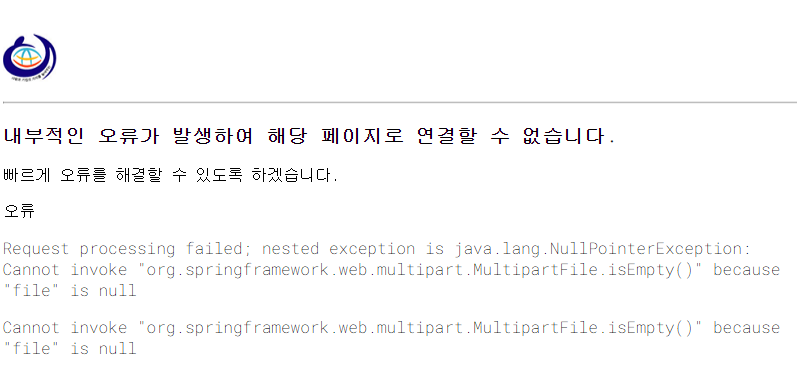 내부적인 오류가 발생하여 해당 페이지로 연결할 수 없습니다.
빠르게 오류를 해결할 수 있도록 하겠습니다.
오류
Request processing failed; nested exception is java.lang.NullPointerException:
Cannot invoke "org.springframework.web.multipart.MultipartFile.isEmpty()" because
"file" is null
Cannot invoke "org.springframework.web.multipart.MultipartFile.isEmpty()" because
"file" is null